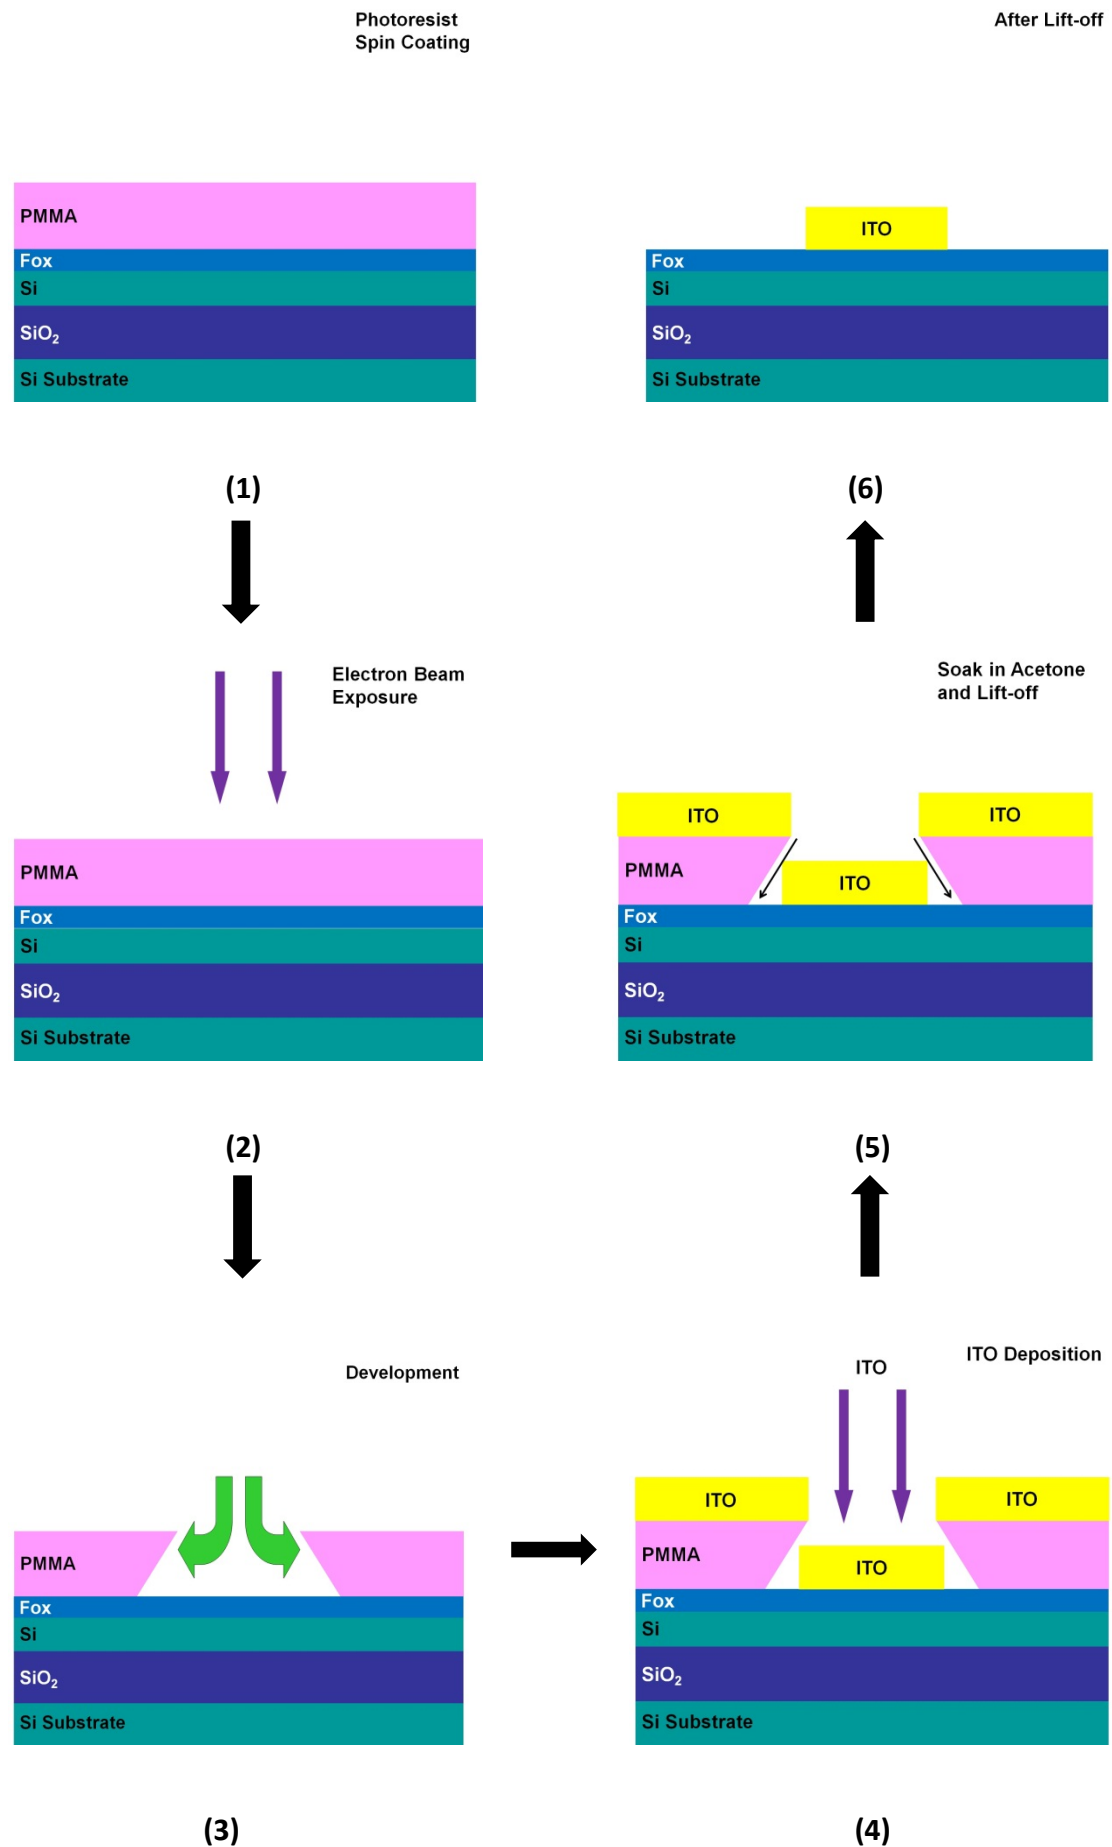 Photoresist
Spin Coating
PMMA
Fox
Si
SiO₂
Si Substrate
(1)
Electron Beam
Exposure
PMMA
Fox
Si
SiO₂
Si Substrate
(2)
Development
PMMA
Fox
Si
SiO₂
Si Substrate
(3)
ITO Deposition
ITO
ITO
ITO
PMMA
ITO
Fox
Si
SiO₂
Si Substrate
(4)
Soak in Acetone
and Lift-off
ITO
ITO
PMMA
ITO
Fox
Si
SiO₂
Si Substrate
(5)
After Lift-off
ITO
Fox
Si
SiO₂
Si Substrate
(6)